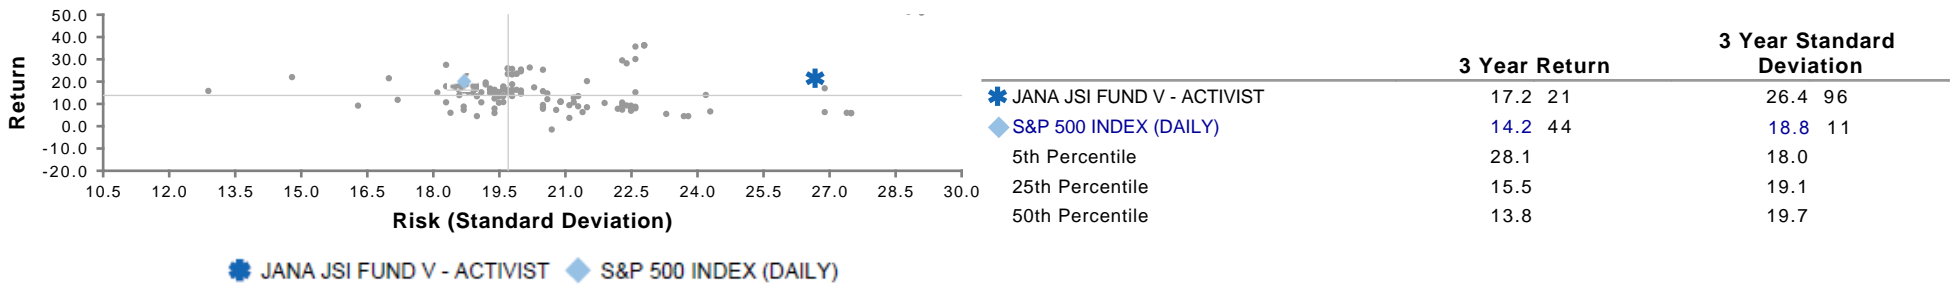 50.0
40.0
30.0
20.0
10.0
0.0
-10.0
-20.0
Return
10.5 12.0 13.5 15.0 16.5 18.0 19.5 21.0 22.5 24.0 25.5 27.0 28.5 30.0
Risk (Standard Deviation)
JANA JSI FUND V - ACTIVIST S&P 500 INDEX (DAILY)
3 Year Return 3 Year Standard
Deviation
JANA JSI FUND V - ACTIVIST 17.2 21 26.4 96
S&P 500 INDEX (DAILY) 14.2 44 18.8 11
5th Percentile 28.1 18.0
25th Percentile 15.5 19.1
50th Percentile 13.8 19.7